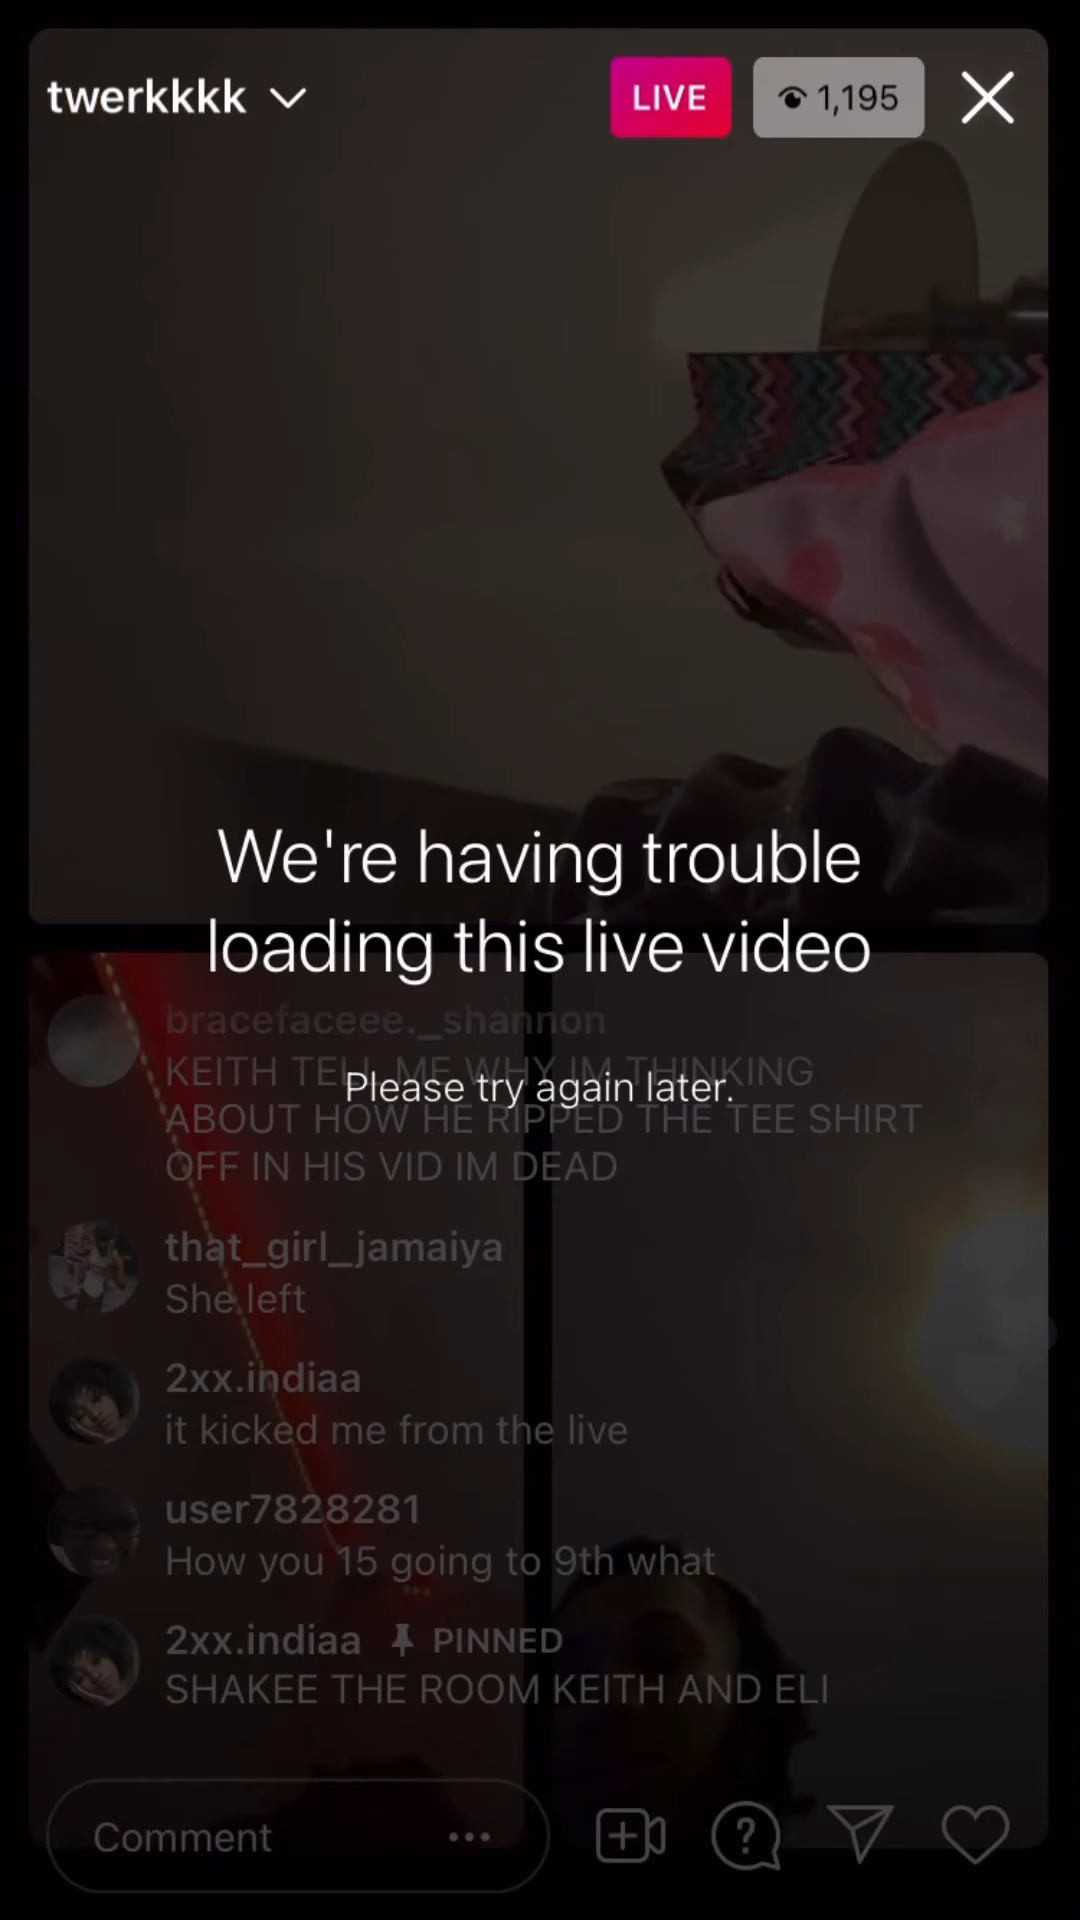 twerkkkk
LIVE
1,195
We're having trouble
loading this live video
Please try again later.
bracefaceee._shannon
KEITH TELL ME WHY IM THINKING
ABOUT HOW HE RIPPED THE TEE SHIRT
OFF IN HIS VID IM DEAD
that_girl_jamaiya
She left
2xx.indiaa
it kicked me from the live
user7828281
How you 15 going to 9th what
2xx.indiaa PINNED
SHAKEE THE ROOM KEITH AND ELI
Comment